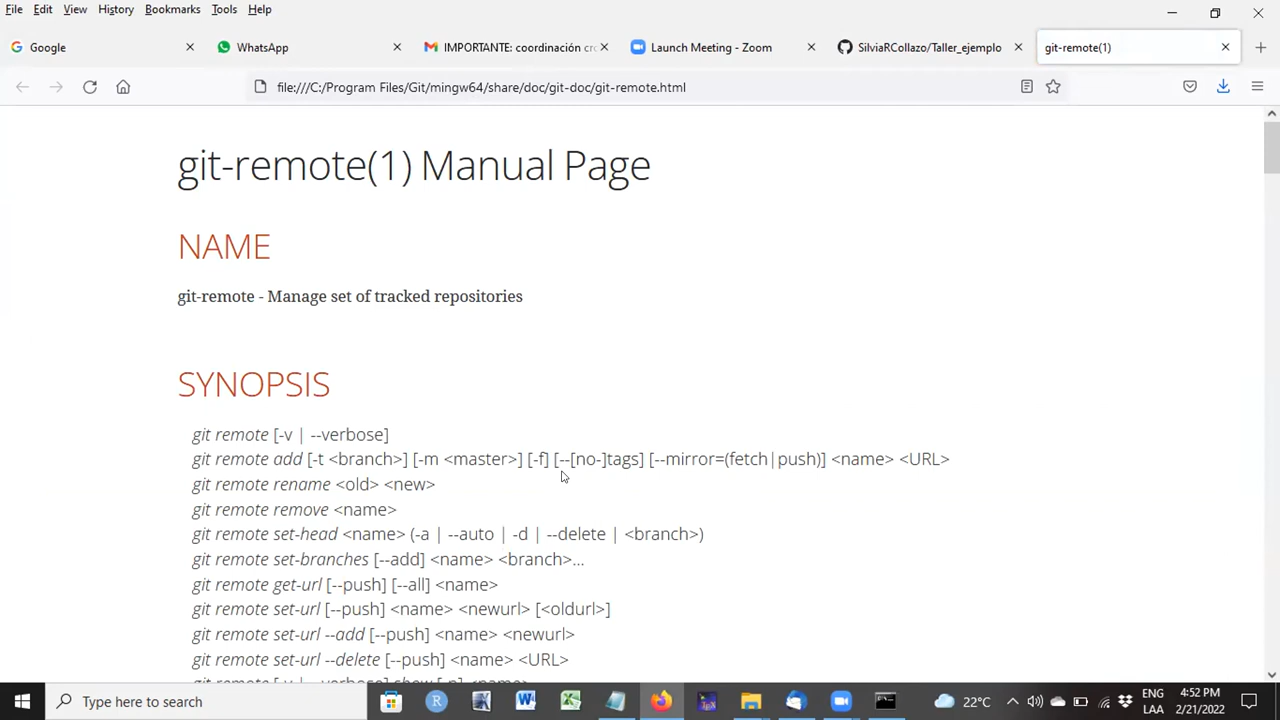 File Edit View History Bookmarks Tools Help
Google
WhatsApp
IMPORTANTE: coordinación cr
Launch Meeting - Zoom
SilviaRCollazo/Taller_ejemplo
git-remote(1)
file:///C:/Program Files/Git/mingw64/share/doc/git-doc/git-remote.html
git-remote(1) Manual Page
NAME
git-remote - Manage set of tracked repositories
SYNOPSIS
git remote [-v | --verbose]
git remote add [-t <branch>] [-m <master>] [-f] [--[no-]tags] [--mirror=(fetch|push)] <name> <URL>
git remote rename <old> <new>
git remote remove <name>
git remote set-head <name> (-a | --auto | -d | --delete | <branch>)
git remote set-branches [--add] <name> <branch>...
git remote get-url [--push] [--all] <name>
git remote set-url [--push] <name> <newurl> [<oldurl>]
git remote set-url --add [--push] <name> <newurl>
git remote set-url --delete [--push] <name> <URL>
git remote [-v | --verbose] show [-n] <name>
Type here to search
22°C
ENG
LAA
4:52 PM
2/21/2022